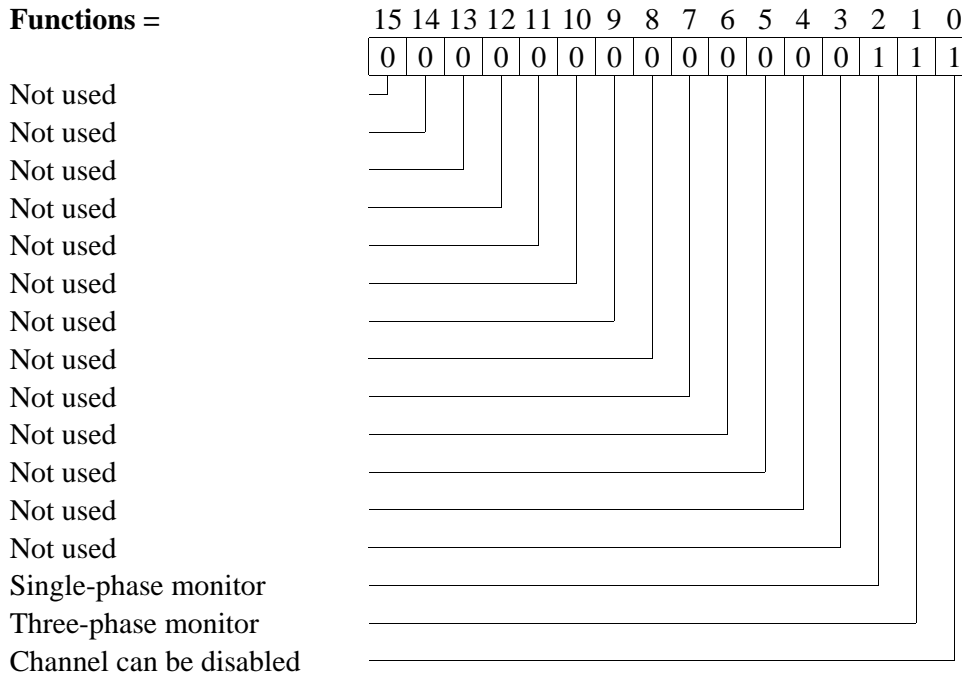 Functions = 15 14 13 12 11 10 9 8 7 6 5 4 3 2 1 0
0 0 0 0 0 0 0 0 0 0 0 0 0 1 1 1
Not used
Not used
Not used
Not used
Not used
Not used
Not used
Not used
Not used
Not used
Not used
Not used
Not used
Single-phase monitor
Three-phase monitor
Channel can be disabled